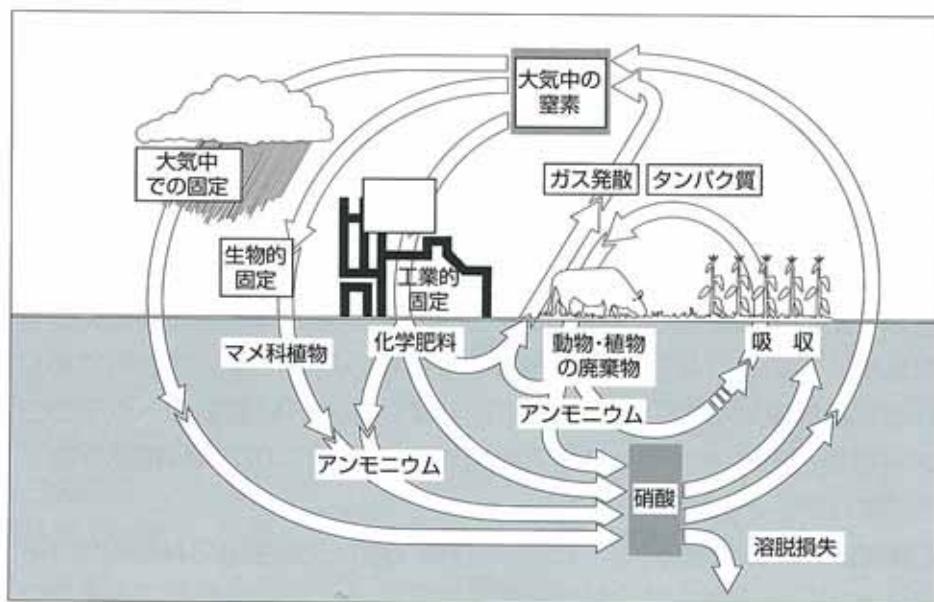 大気中の
窒素
大気中
での固定
ガス発散
タンパク質
生物的
固定
工業的
固定
マメ科植物
化学肥料
動物・植物
の廃棄物
吸 収
アンモニウム
アンモニウム
硝酸
溶脱損失